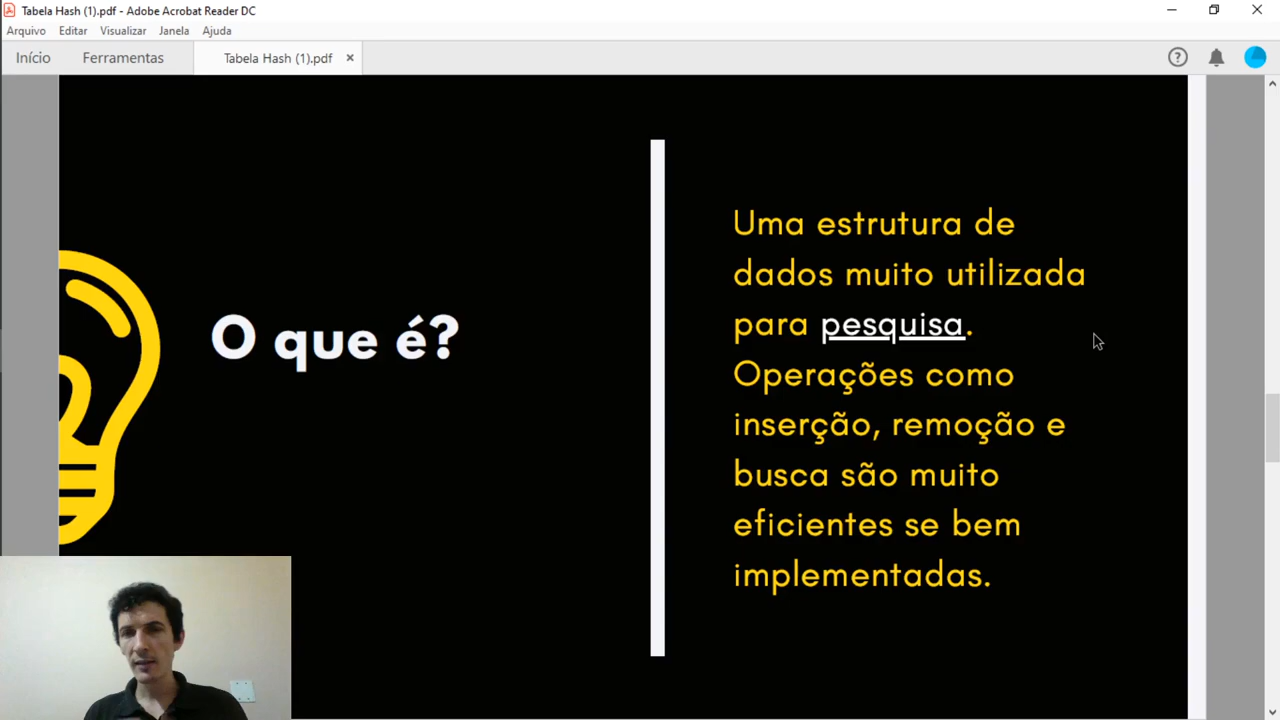 Tabela Hash (1).pdf - Adobe Acrobat Reader DC
Arquivo Editar Visualizar Janela Ajuda
Início Ferramentas Tabela Hash (1).pdf
O que é?
Uma estrutura de
dados muito utilizada
para pesquisa.
Operações como
inserção, remoção e
busca são muito
eficientes se bem
implementadas.